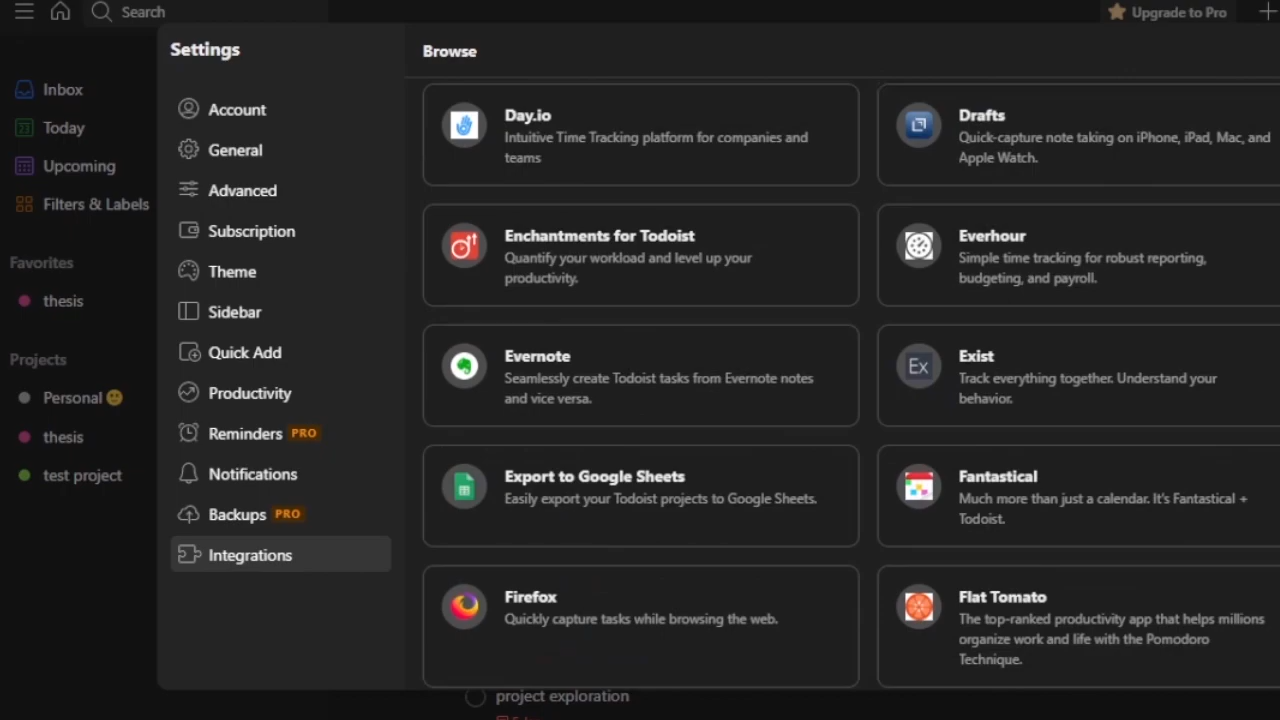 Search
Upgrade to Pro
Inbox
23
Today
Upcoming
Filters & Labels
Favorites
thesis
Projects
Personal
thesis
test project
Settings
Account
General
Advanced
Subscription
Theme
Sidebar
Quick Add
Productivity
Reminders PRO
Notifications
Backups PRO
Integrations
Browse
Day.io
Intuitive Time Tracking platform for companies and
teams
Drafts
Quick-capture note taking on iPhone, iPad, Mac, and
Apple Watch.
Enchantments for Todoist
Quantify your workload and level up your
productivity.
Everhour
Simple time tracking for robust reporting,
budgeting, and payroll.
Evernote
Seamlessly create Todoist tasks from Evernote notes
and vice versa.
Ex
Exist
Track everything together. Understand your
behavior.
Export to Google Sheets
Easily export your Todoist projects to Google Sheets.
Fantastical
Much more than just a calendar. It's Fantastical +
Todoist.
Firefox
Quickly capture tasks while browsing the web.
Flat Tomato
The top-ranked productivity app that helps millions
organize work and life with the Pomodoro
Technique.
project exploration